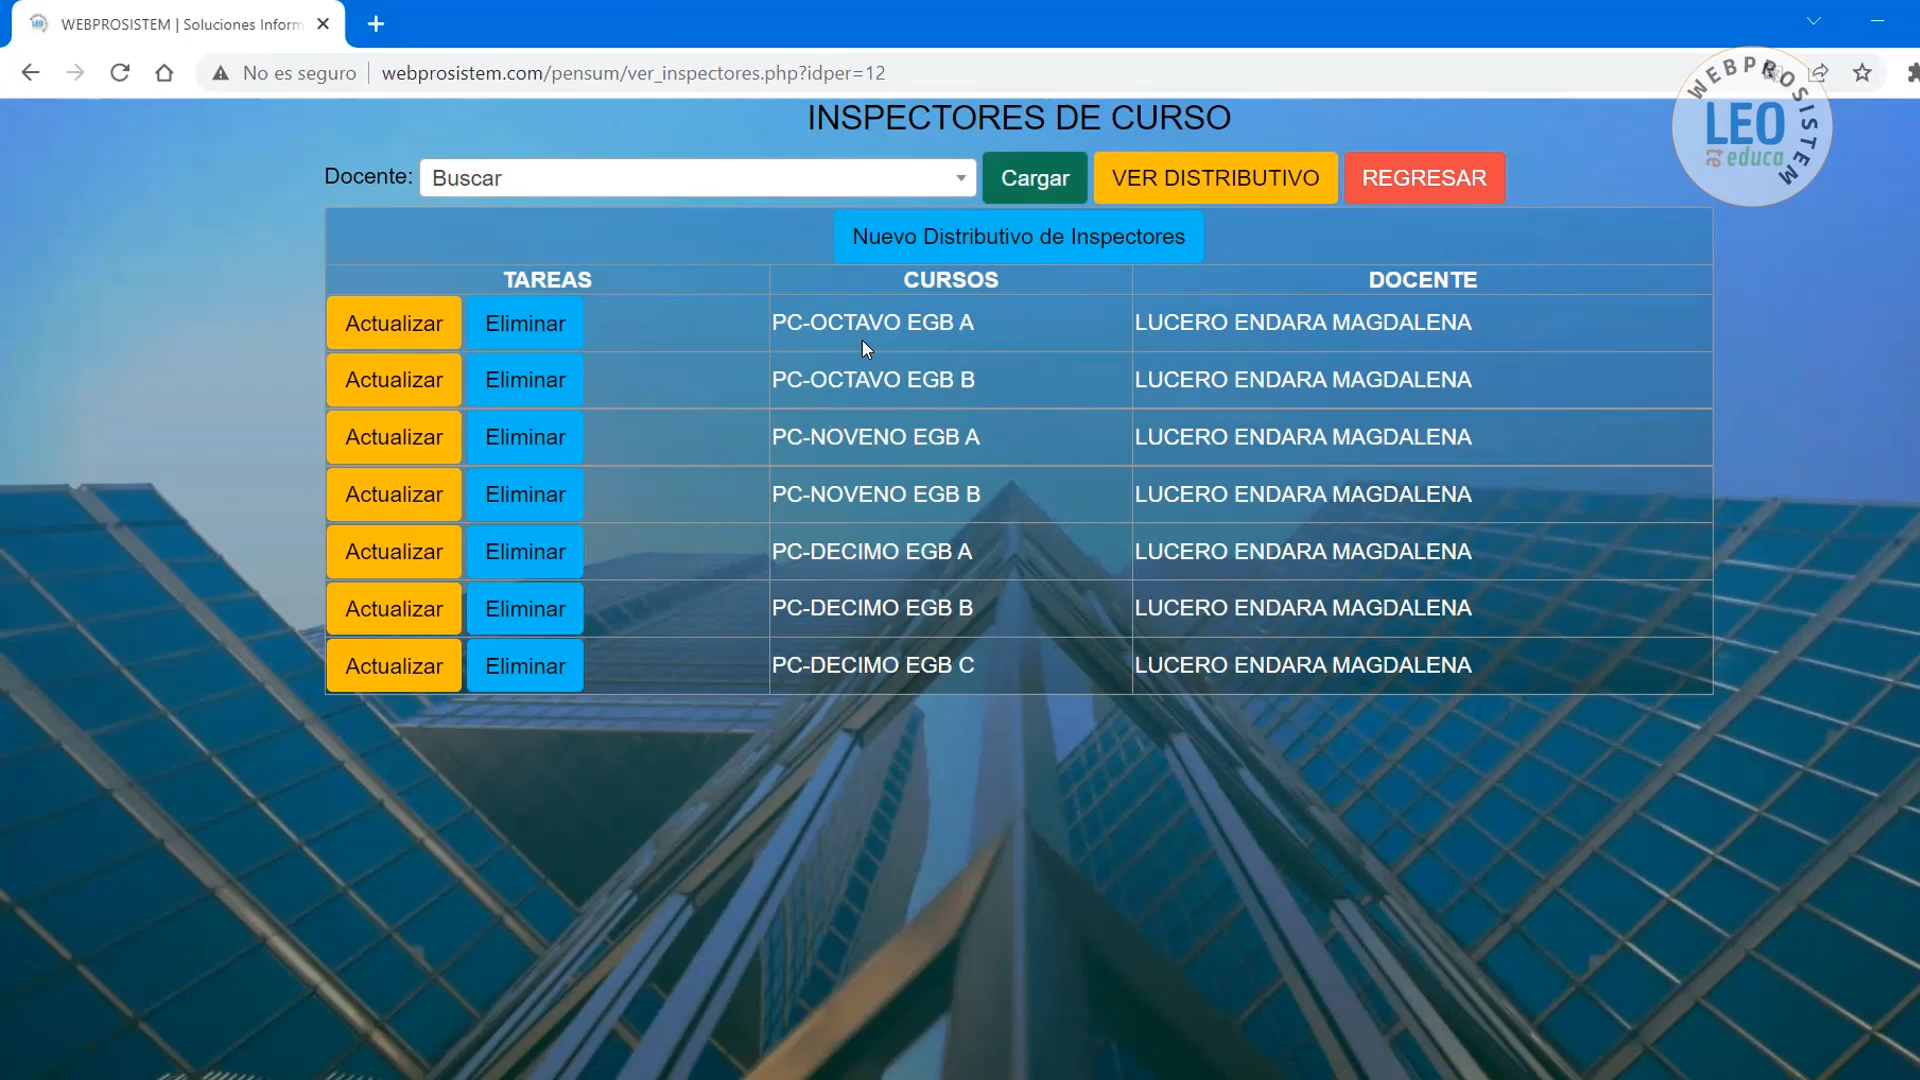 WEBPROSISTEM | Soluciones Inform
No es seguro
webprosistem.com/pensum/ver_inspectores.php?idper=12
WEBPROSISTEM
LEO
te educa
INSPECTORES DE CURSO
Docente: Buscar Cargar VER DISTRIBUTIVO REGRESAR
Nuevo Distributivo de Inspectores
TAREAS CURSOS DOCENTE
Actualizar Eliminar PC-OCTAVO EGB A LUCERO ENDARA MAGDALENA
Actualizar Eliminar PC-OCTAVO EGB B LUCERO ENDARA MAGDALENA
Actualizar Eliminar PC-NOVENO EGB A LUCERO ENDARA MAGDALENA
Actualizar Eliminar PC-NOVENO EGB B LUCERO ENDARA MAGDALENA
Actualizar Eliminar PC-DECIMO EGB A LUCERO ENDARA MAGDALENA
Actualizar Eliminar PC-DECIMO EGB B LUCERO ENDARA MAGDALENA
Actualizar Eliminar PC-DECIMO EGB C LUCERO ENDARA MAGDALENA